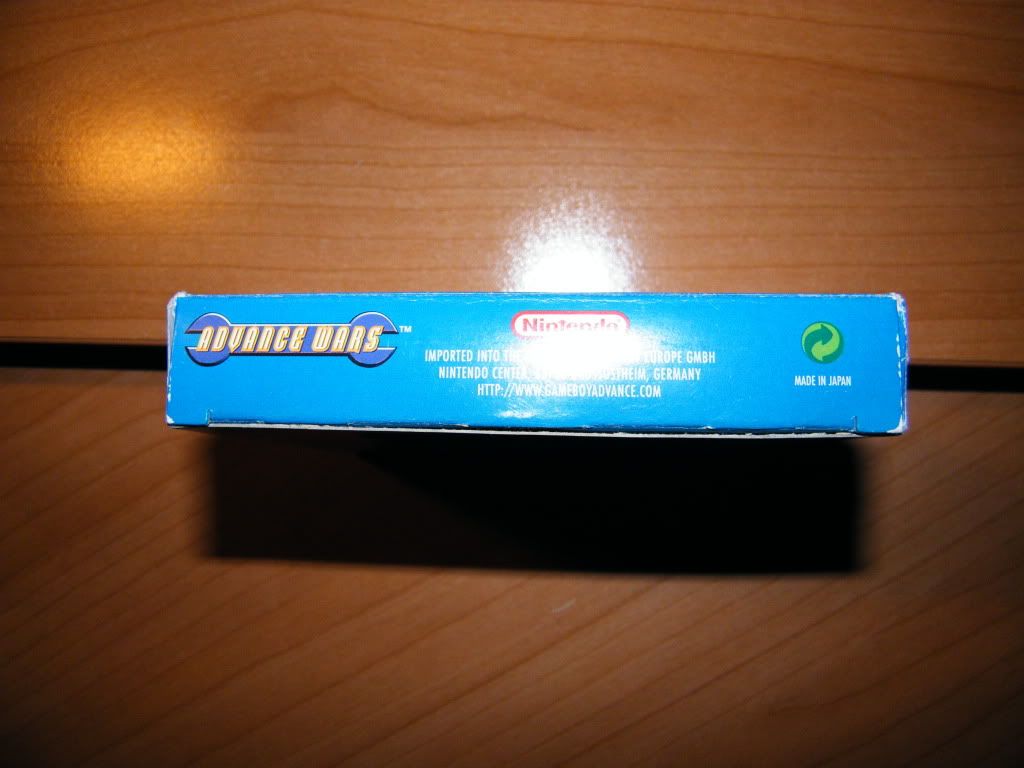 ADVANCE WARS™
Nintendo
IMPORTED INTO THE EUROPE GMBH
NINTENDO CENTER, GERMANY
HTTP://WWW.GAMEBOYADVANCE.COM
MADE IN JAPAN